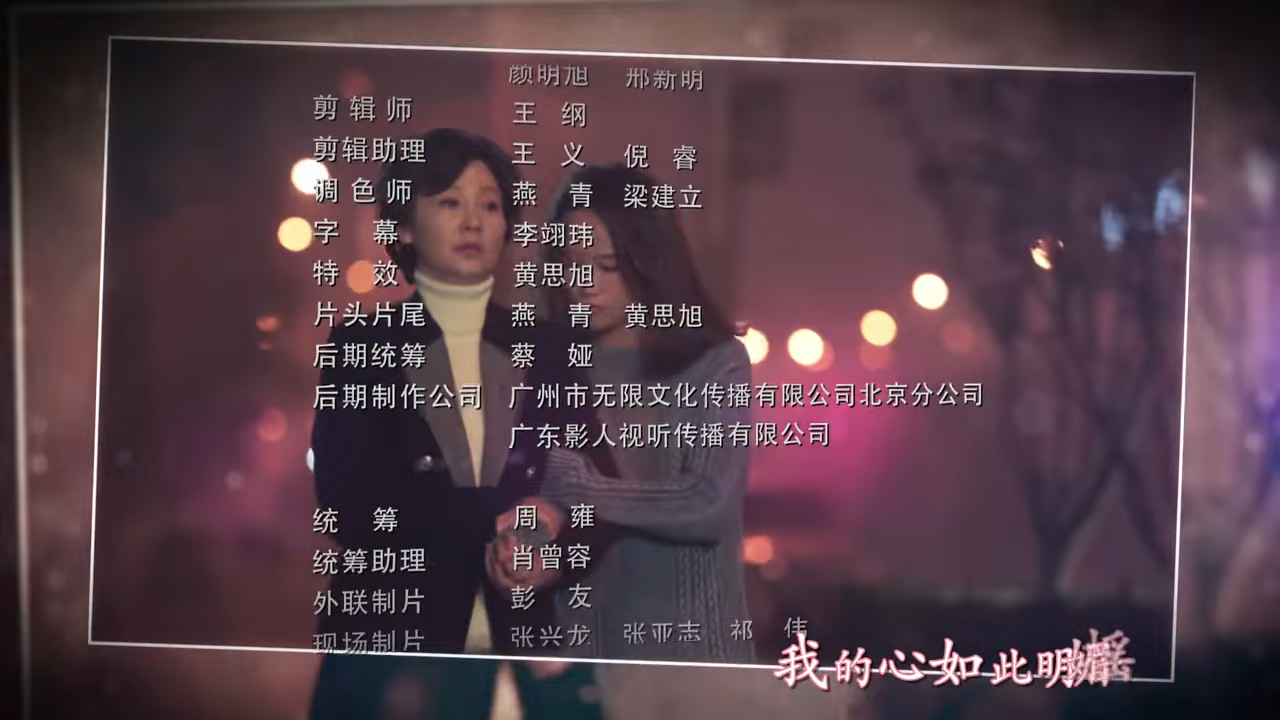 颜明旭 邢新明
剪辑师 王纲
剪辑助理 王义 倪睿
调色师 燕青 梁建立
字幕 李翊玮
特效 黄思旭
片头片尾 燕青 黄思旭
后期统筹 蔡娅
后期制作公司 广州市无限文化传播有限公司北京分公司
广东影人视听传播有限公司
统筹 周雍
统筹助理 肖曾容
外联制片 彭友
现场制片 张兴龙 张亚志 祁伟
我的心如此明媚